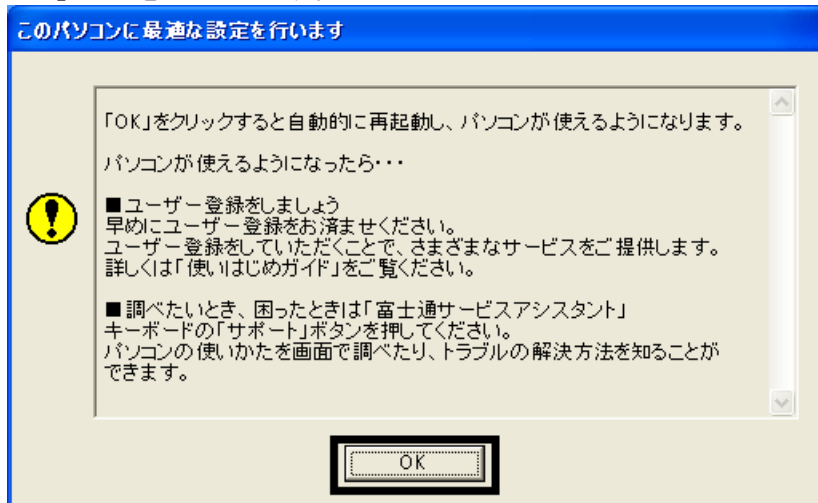 このパソコンに最適な設定を行います
「OK」をクリックすると自動的に再起動し、パソコンが使えるようになります。
パソコンが使えるようになったら・・・
■ユーザー登録をしましょう
早めにユーザー登録をお済ませください。
ユーザー登録をしていただくことで、さまざまなサービスをご提供します。
詳しくは「使いはじめガイド」をご覧ください。
■調べたいとき、困ったときは「富士通サービスアシスタント」
キーボードの「サポート」ボタンを押してください。
パソコンの使いかたを画面で調べたり、トラブルの解決方法を知ることが
できます。
OK